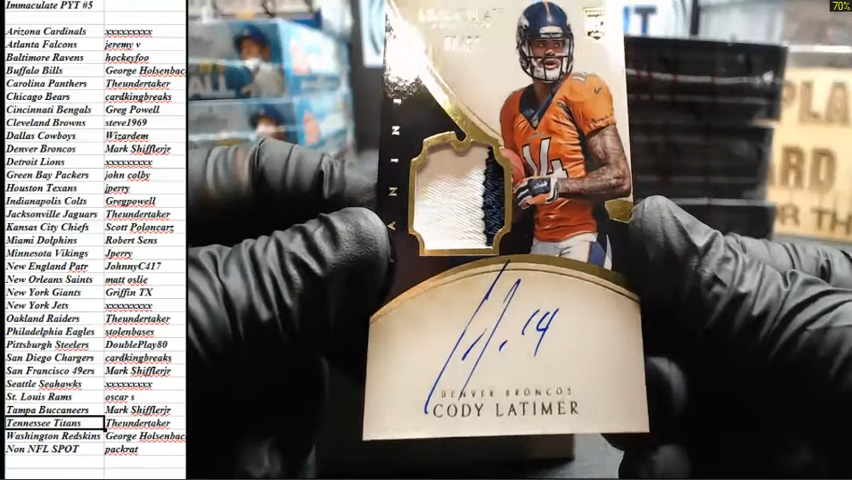 Immaculate PYT #5
Arizona Cardinals xxxxxxxxx
Atlanta Falcons jeremy v
Baltimore Ravens hockeyfoo
Buffalo Bills George Holsenbac
Carolina Panthers Theundertaker
Chicago Bears cardkingbreaks
Cincinnati Bengals Greg Powell
Cleveland Browns steve1969
Dallas Cowboys Wizardem
Denver Broncos Mark Shifflerjr
Detroit Lions xxxxxxxxx
Green Bay Packers john colby
Houston Texans jperry
Indianapolis Colts Gregpowell
Jacksonville Jaguars Theundertaker
Kansas City Chiefs Scott Poloncarz
Miami Dolphins Robert Sens
Minnesota Vikings Jperry
New England Patr JohnnyC417
New Orleans Saints matt oslie
New York Giants Griffin TX
New York Jets xxxxxxxxx
Oakland Raiders Theundertaker
Philadelphia Eagles stolenbases
Pittsburgh Steelers DoublePlay80
San Diego Chargers cardkingbreaks
San Francisco 49ers Mark Shifflerjr
Seattle Seahawks xxxxxxxxx
St. Louis Rams oscar s
Tampa Buccaneers Mark Shifflerjr
Tennessee Titans Theundertaker
Washington Redskins George Holsenbac
Non NFL SPOT packrat
70%
PANINI
14
14
DENVER BRONCOS
CODY LATIMER
PLA
ARD
R TH